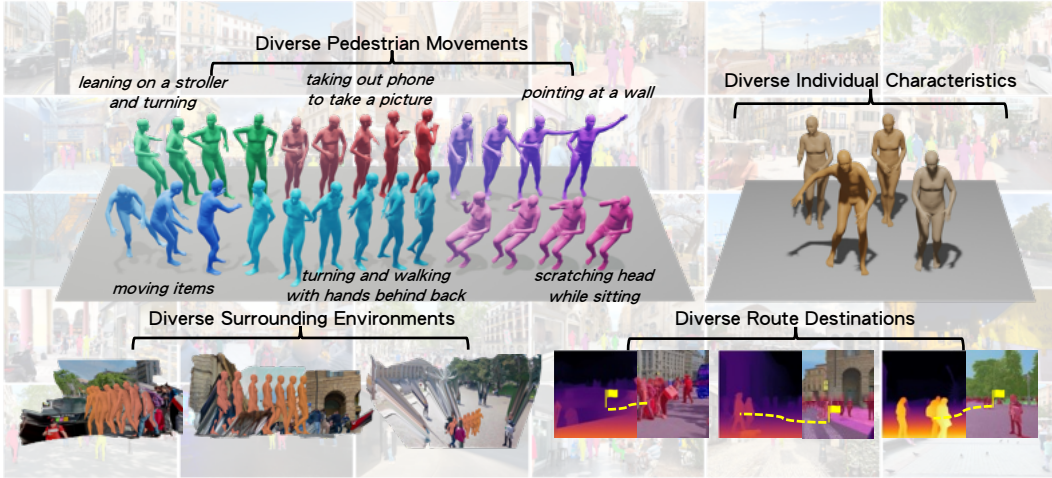 Diverse Pedestrian Movements
leaning on a stroller
and turning
taking out phone
to take a picture
pointing at a wall
Diverse Individual Characteristics
moving items
turning and walking
with hands behind back
scratching head
while sitting
Diverse Surrounding Environments
Diverse Route Destinations